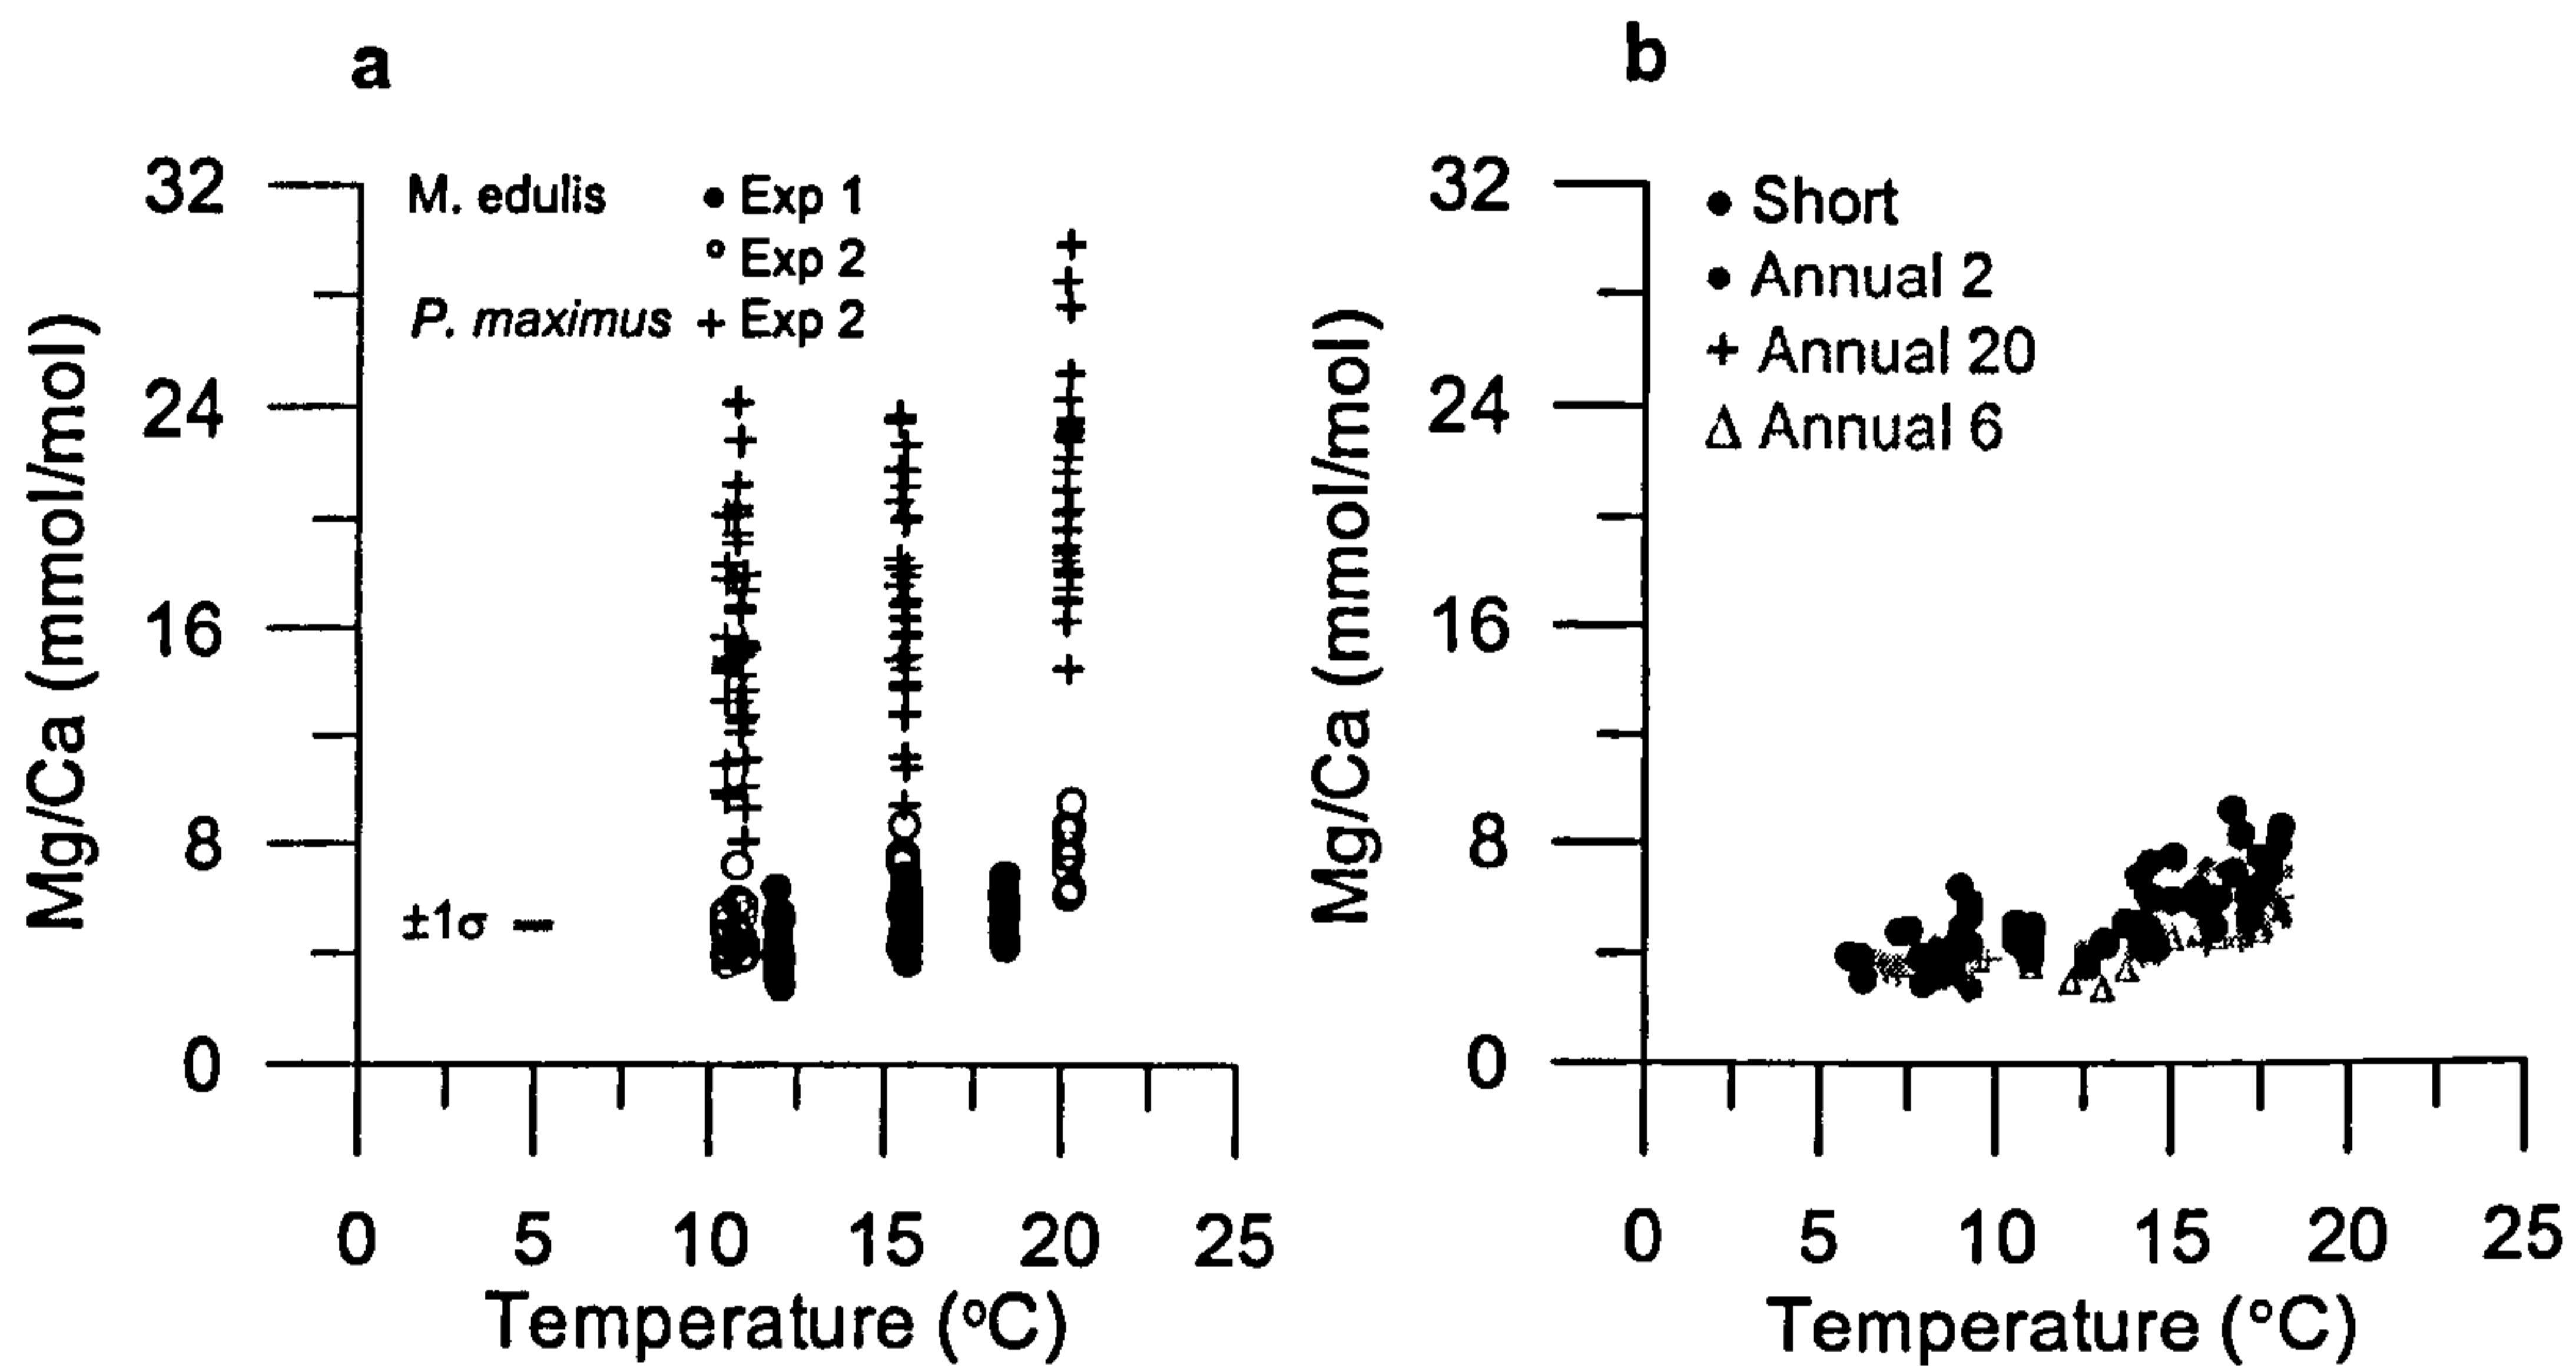 a
Mg/Ca (mmol/mol)
32
24
16
8
0
M. edulis ● Exp 1
○ Exp 2
P. maximus + Exp 2
±1σ
0 5 10 15 20 25
Temperature (°C)
b
Mg/Ca (mmol/mol)
32
24
16
8
0
● Short
● Annual 2
+ Annual 20
Δ Annual 6
0 5 10 15 20 25
Temperature (°C)